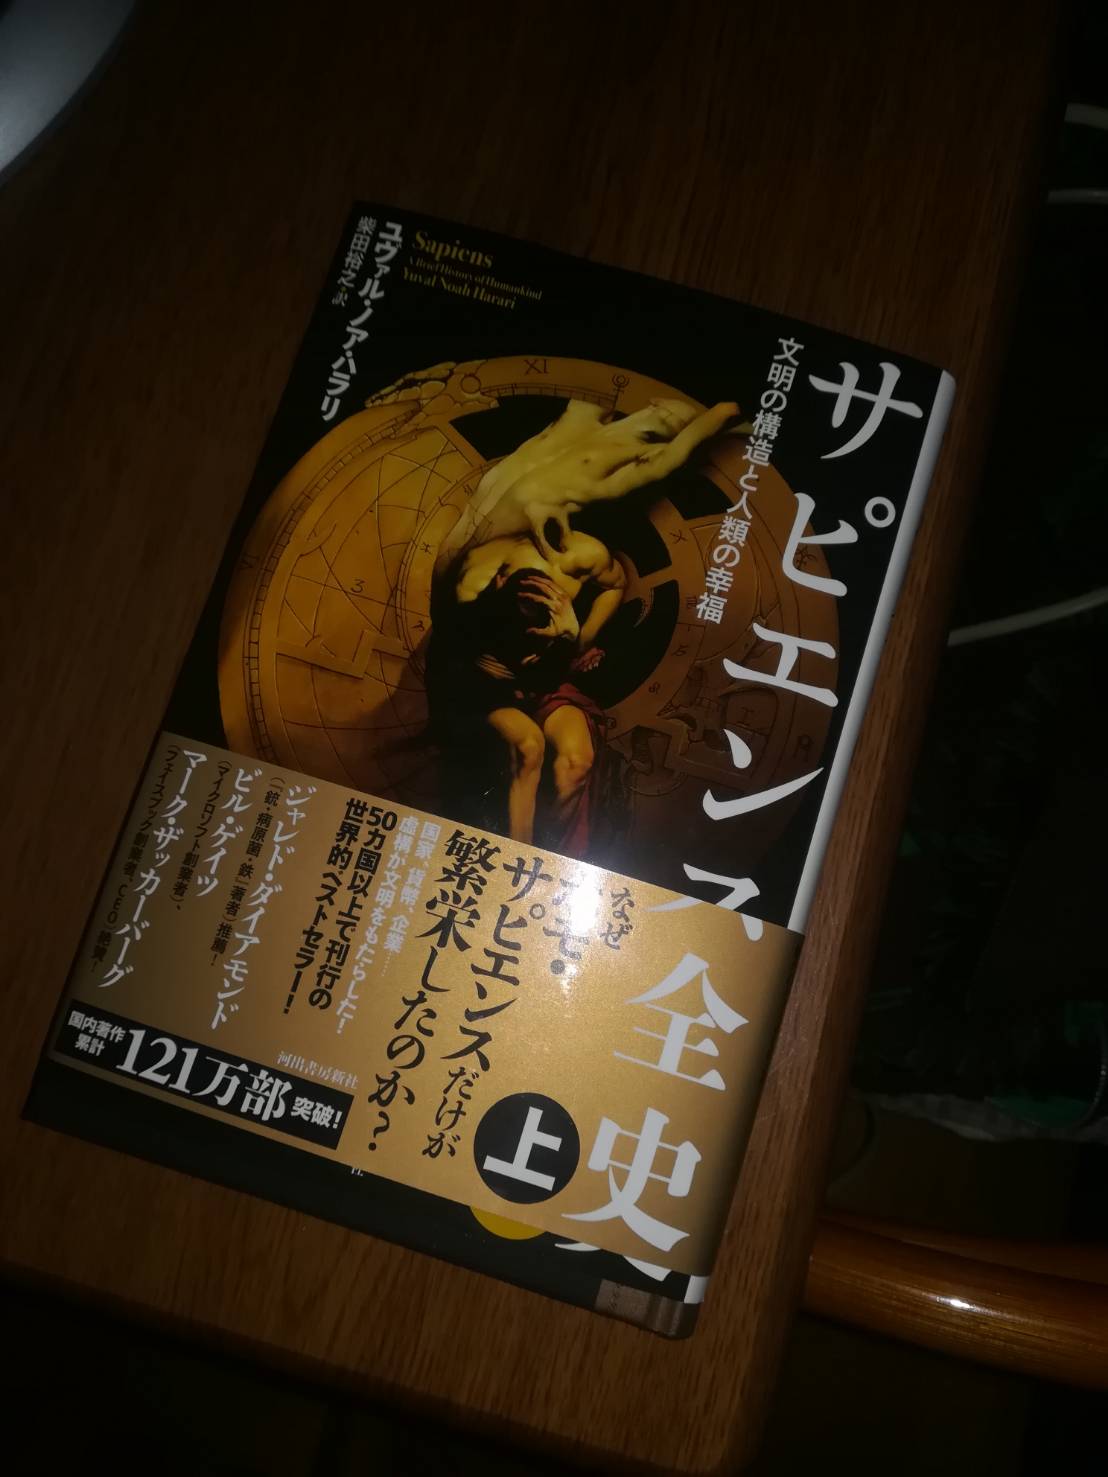 サピエンス全史
文明の構造と人類の幸福
Sapiens
A Brief History of Humankind
Yuval Noah Harari
ユヴァル・ノア・ハラリ
柴田裕之・訳
なぜ
ホモ・
サピエンスだけが
繁栄したのか?
上
国家、貨幣、企業……
虚構が文明をもたらした!
50カ国以上で刊行の
世界的ベストセラー!
ジャレド・ダイアモンド
(『銃・病原菌・鉄』著者)推薦!
ビル・ゲイツ
(マイクロソフト創業者)、
マーク・ザッカーバーグ
(フェイスブック創業者、CEO)絶賛!
河出書房新社
国内著作
累計
121万部突破!
社